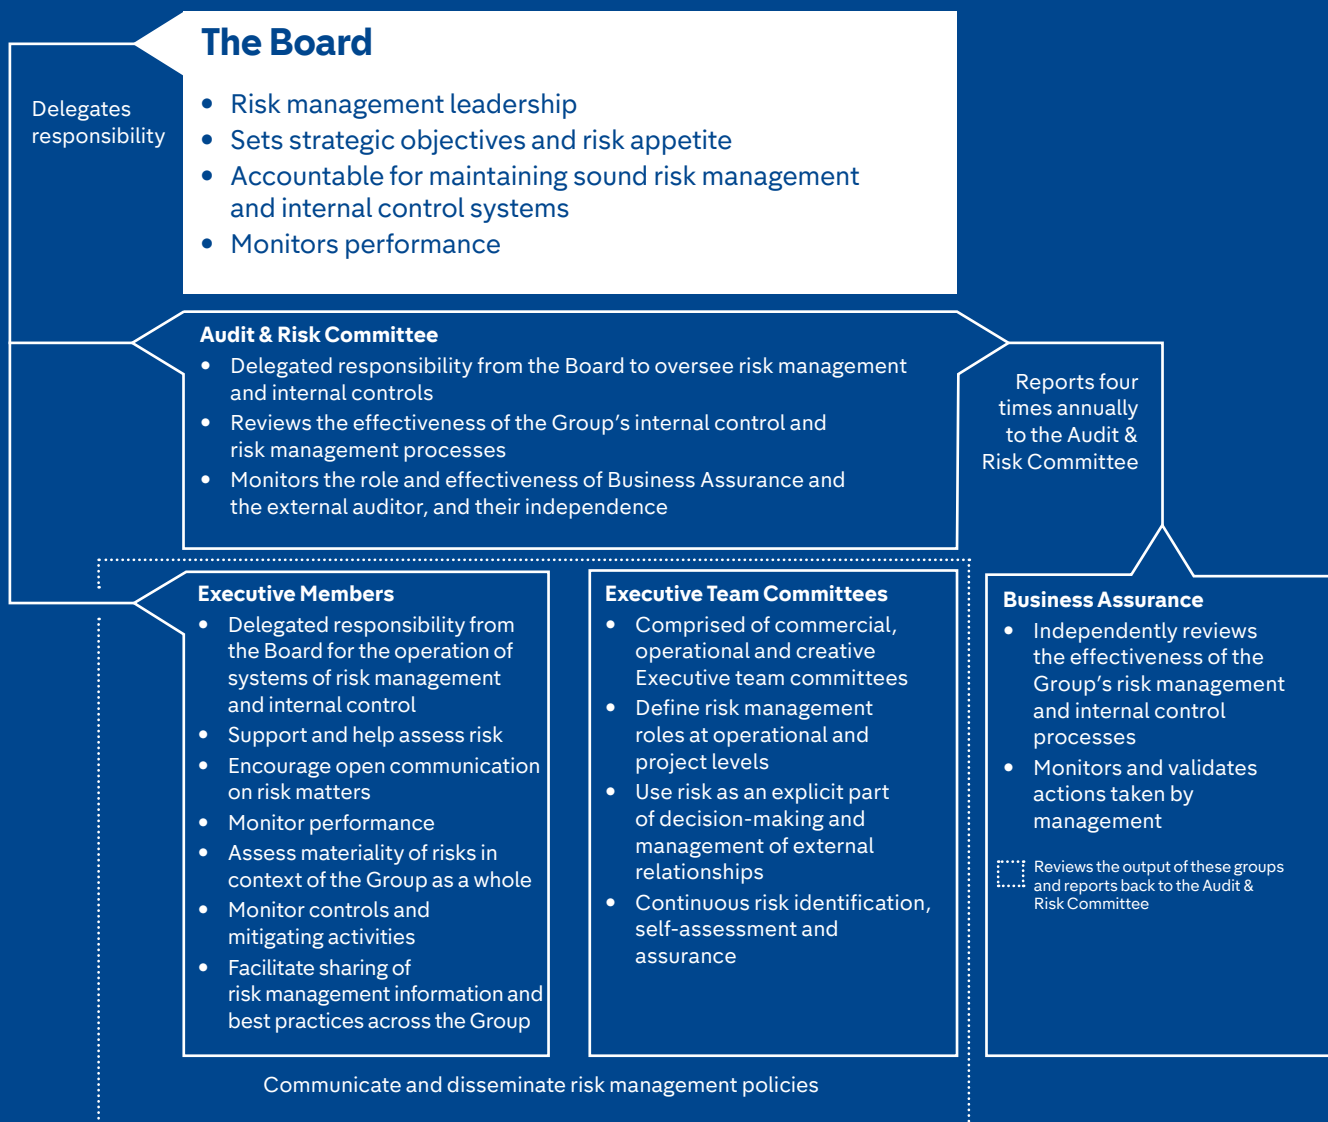 The Board
Delegates
responsibility
• Risk management leadership
• Sets strategic objectives and risk appetite
• Accountable for maintaining sound risk management
and internal control systems
• Monitors performance
Audit & Risk Committee
• Delegated responsibility from the Board to oversee risk management
and internal controls
• Reviews the effectiveness of the Group’s internal control and
risk management processes
• Monitors the role and effectiveness of Business Assurance and
the external auditor, and their independence
Reports four
times annually
to the Audit &
Risk Committee
Executive Members
• Delegated responsibility from
the Board for the operation of
systems of risk management
and internal control
• Support and help assess risk
• Encourage open communication
on risk matters
• Monitor performance
• Assess materiality of risks in
context of the Group as a whole
• Monitor controls and
mitigating activities
• Facilitate sharing of
risk management information and
best practices across the Group
Executive Team Committees
• Comprised of commercial,
operational and creative
Executive team committees
• Define risk management
roles at operational and
project levels
• Use risk as an explicit part
of decision-making and
management of external
relationships
• Continuous risk identification,
self-assessment and
assurance
Business Assurance
• Independently reviews
the effectiveness of the
Group’s risk management
and internal control
processes
• Monitors and validates
actions taken by
management
Reviews the output of these groups
and reports back to the Audit &
Risk Committee
Communicate and disseminate risk management policies